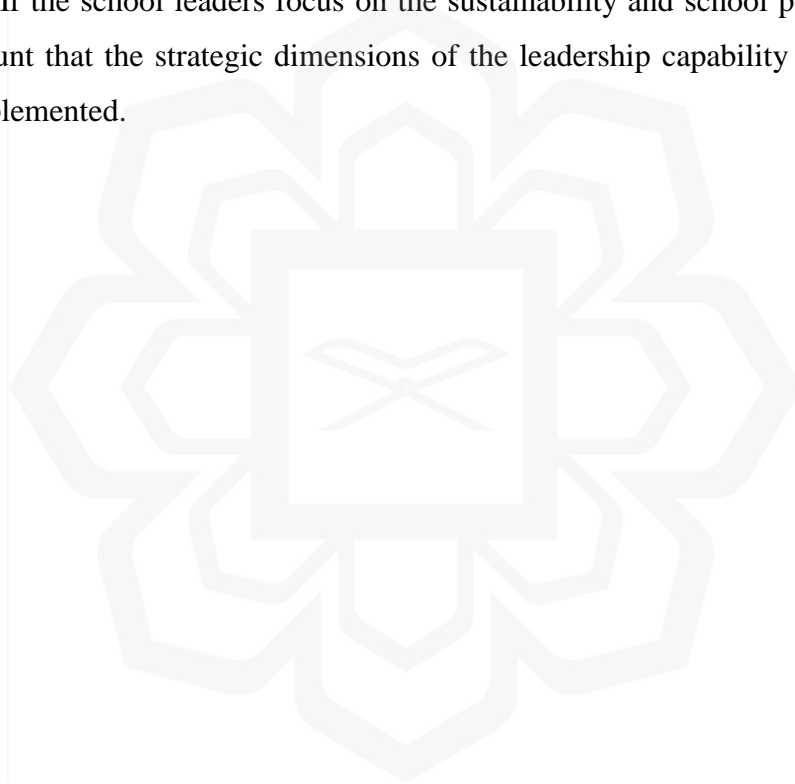 If the school leaders focus on the sustainability and school p
unt that the strategic dimensions of the leadership capability
plemented.